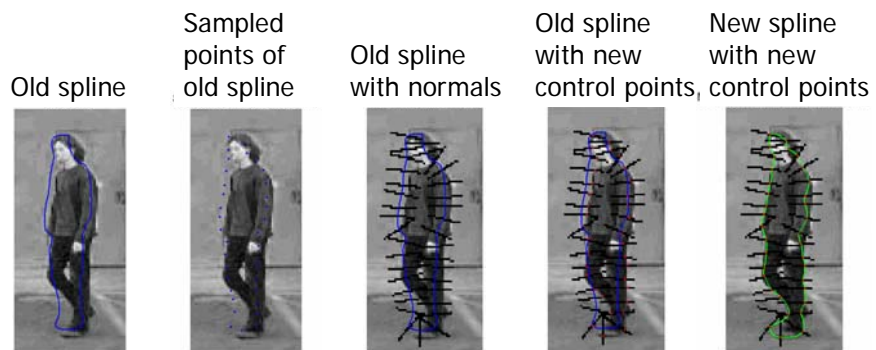 Old spline
Sampled
points of
old spline
Old spline
with normals
Old spline
with new
control points
New spline
with new
control points